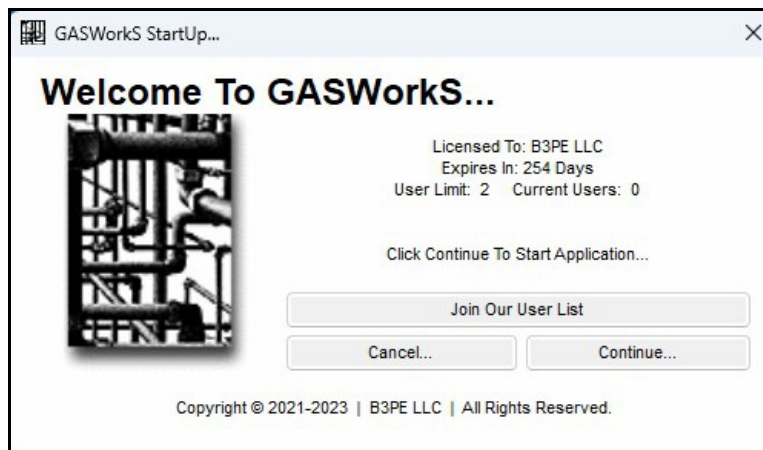 GASWorkS StartUp...
Welcome To GASWorkS...
Licensed To: B3PE LLC
Expires In: 254 Days
User Limit: 2 Current Users: 0
Click Continue To Start Application...
Join Our User List
Cancel... Continue...
Copyright © 2021-2023 | B3PE LLC | All Rights Reserved.